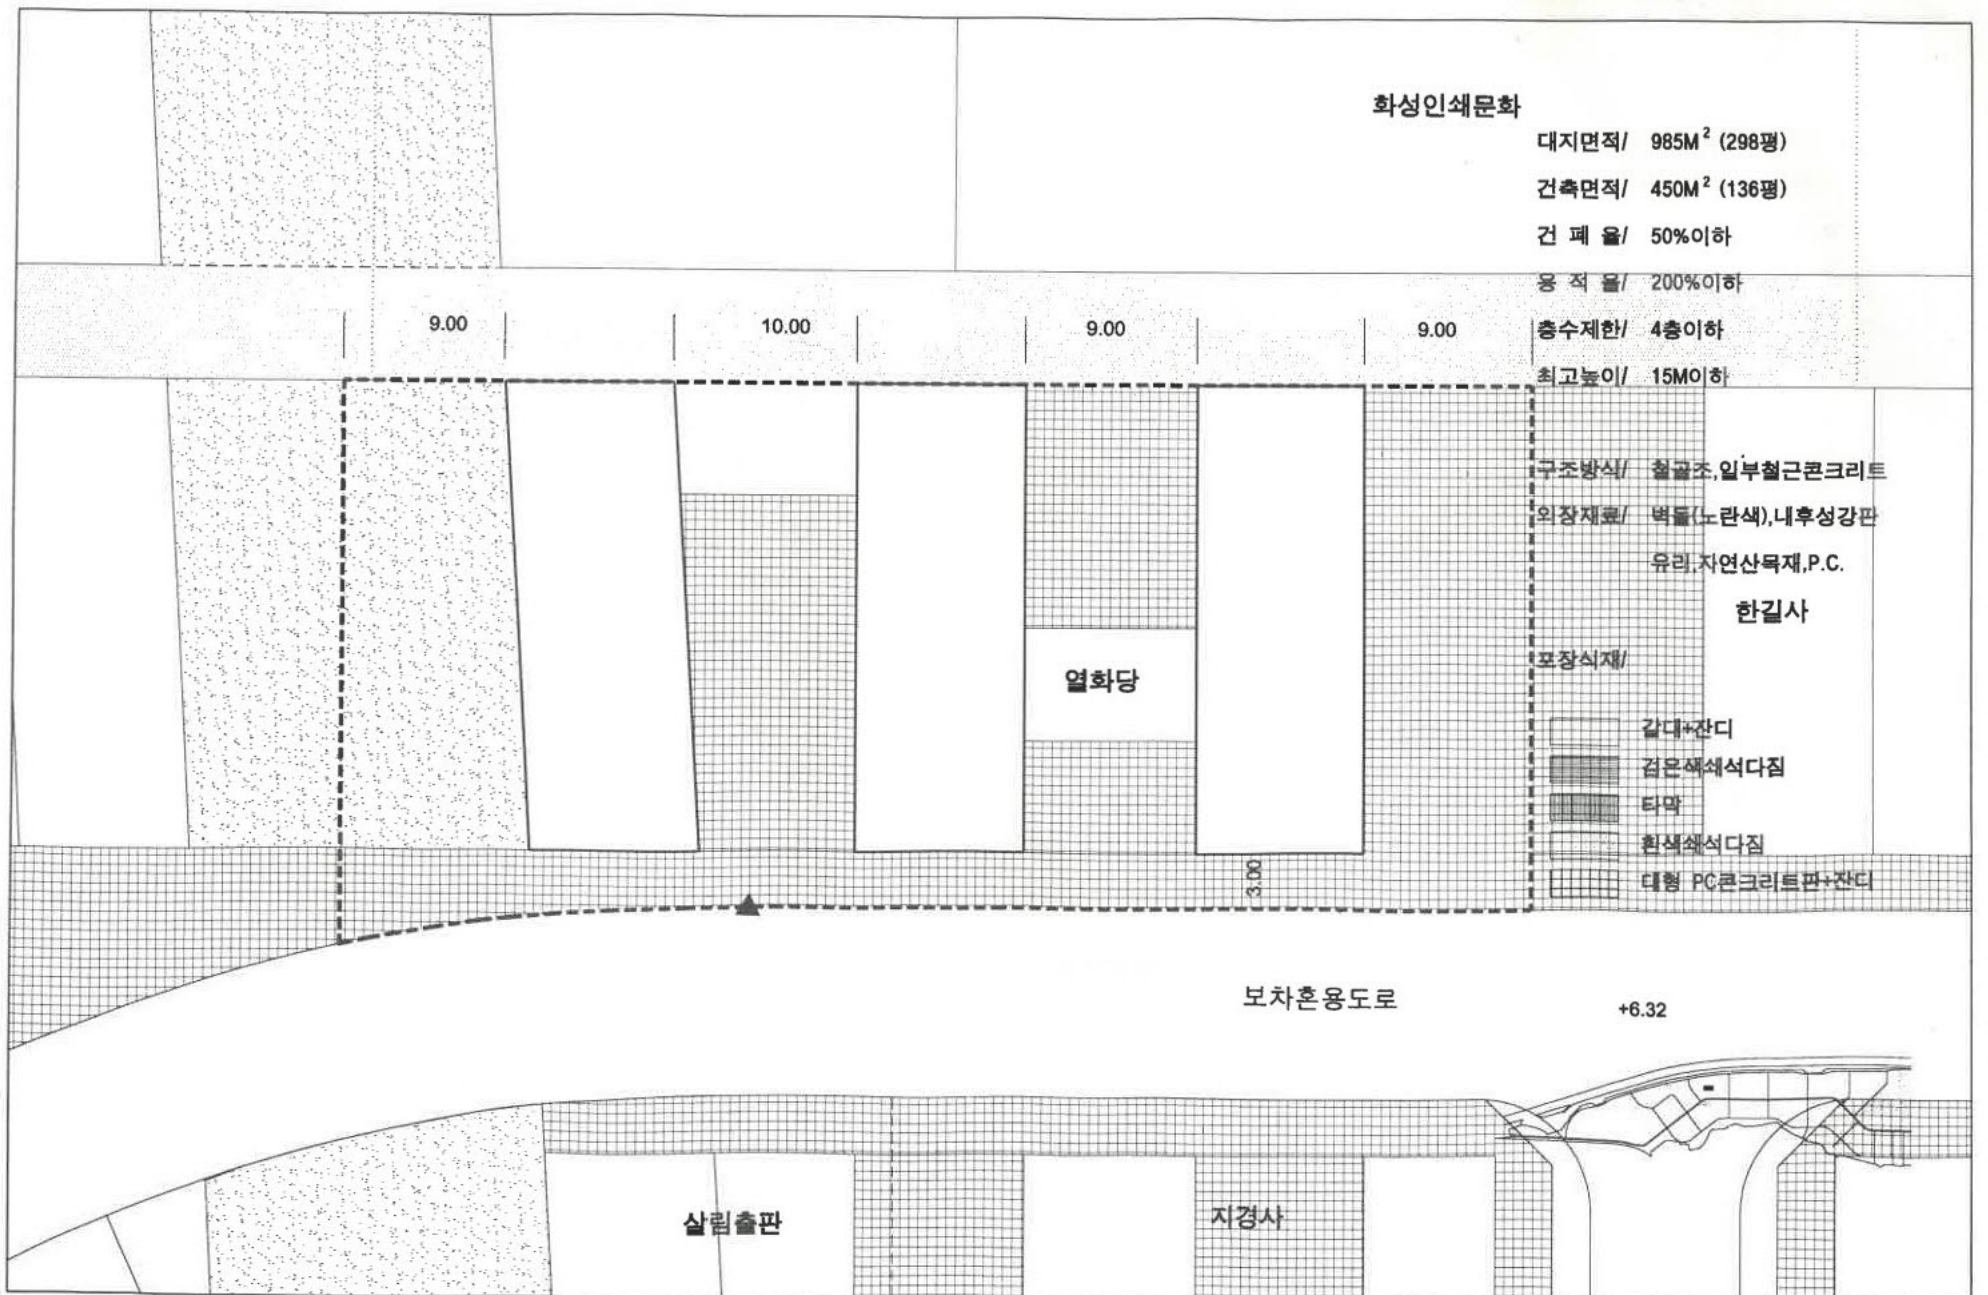 화성인쇄문화
대지면적/ 985M² (298평)
건축면적/ 450M² (136평)
건 폐 율/ 50%이하
용 적 율/ 200%이하
9.00 10.00 9.00 9.00 층수제한/ 4층이하
최고높이/ 15M이하
구조방식/ 철골조,일부철근콘크리트
외장재료/ 벽돌(노란색),내후성강판
유리,자연산목재,P.C.
한길사
포장식재/
열화당
갈대+잔디
검은색쇄석다짐
타막
흰색쇄석다짐
대형 PC콘크리트판+잔디
3.00
보차혼용도로
+6.32
살림출판
지경사